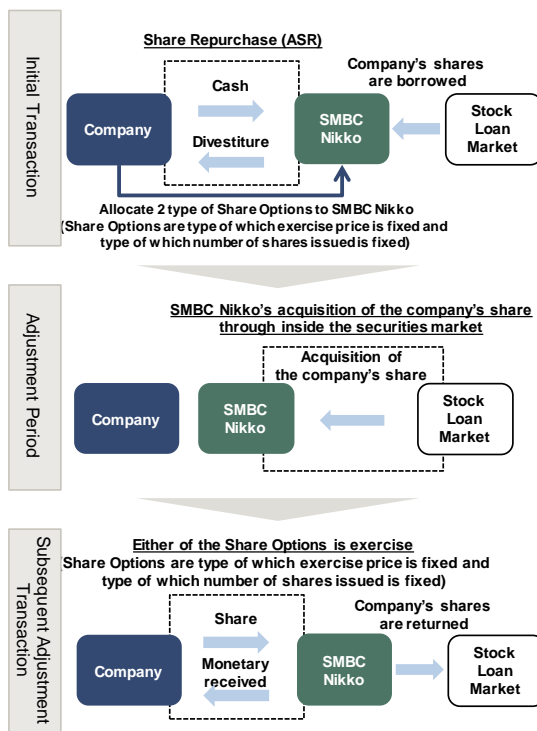 Initial Transaction
Share Repurchase (ASR)
Cash
Company's shares
are borrowed
Company
SMBC
Nikko
Stock
Loan
Market
Divestiture
Allocate 2 type of Share Options to SMBC Nikko
(Share Options are type of which exercise price is fixed and
type of which number of shares issued is fixed)
Adjustment Period
SMBC Nikko's acquisition of the company's share
through inside the securities market
Acquisition of
the company's share
Company
SMBC
Nikko
Stock
Loan
Market
Subsequent Adjustment
Transaction
Either of the Share Options is exercise
(Share Options are type of which exercise price is fixed and
type of which number of shares issued is fixed)
Share
Company's shares
are returned
Company
Monetary
received
SMBC
Nikko
Stock
Loan
Market